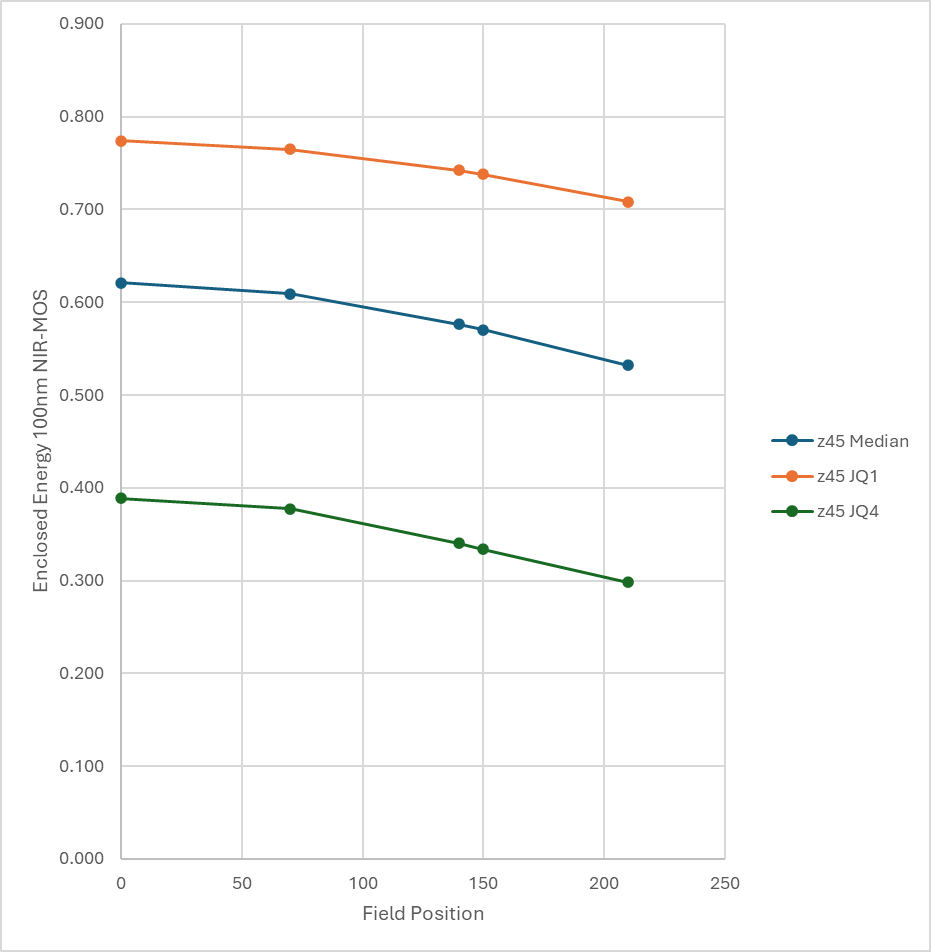 0.900
0.800
0.700
0.600
0.500
0.400
0.300
0.200
0.100
0.000
Enclosed Energy 100nm NIR-MOS
0 50 100 150 200 250
Field Position
z45 Median
z45 JQ1
z45 JQ4